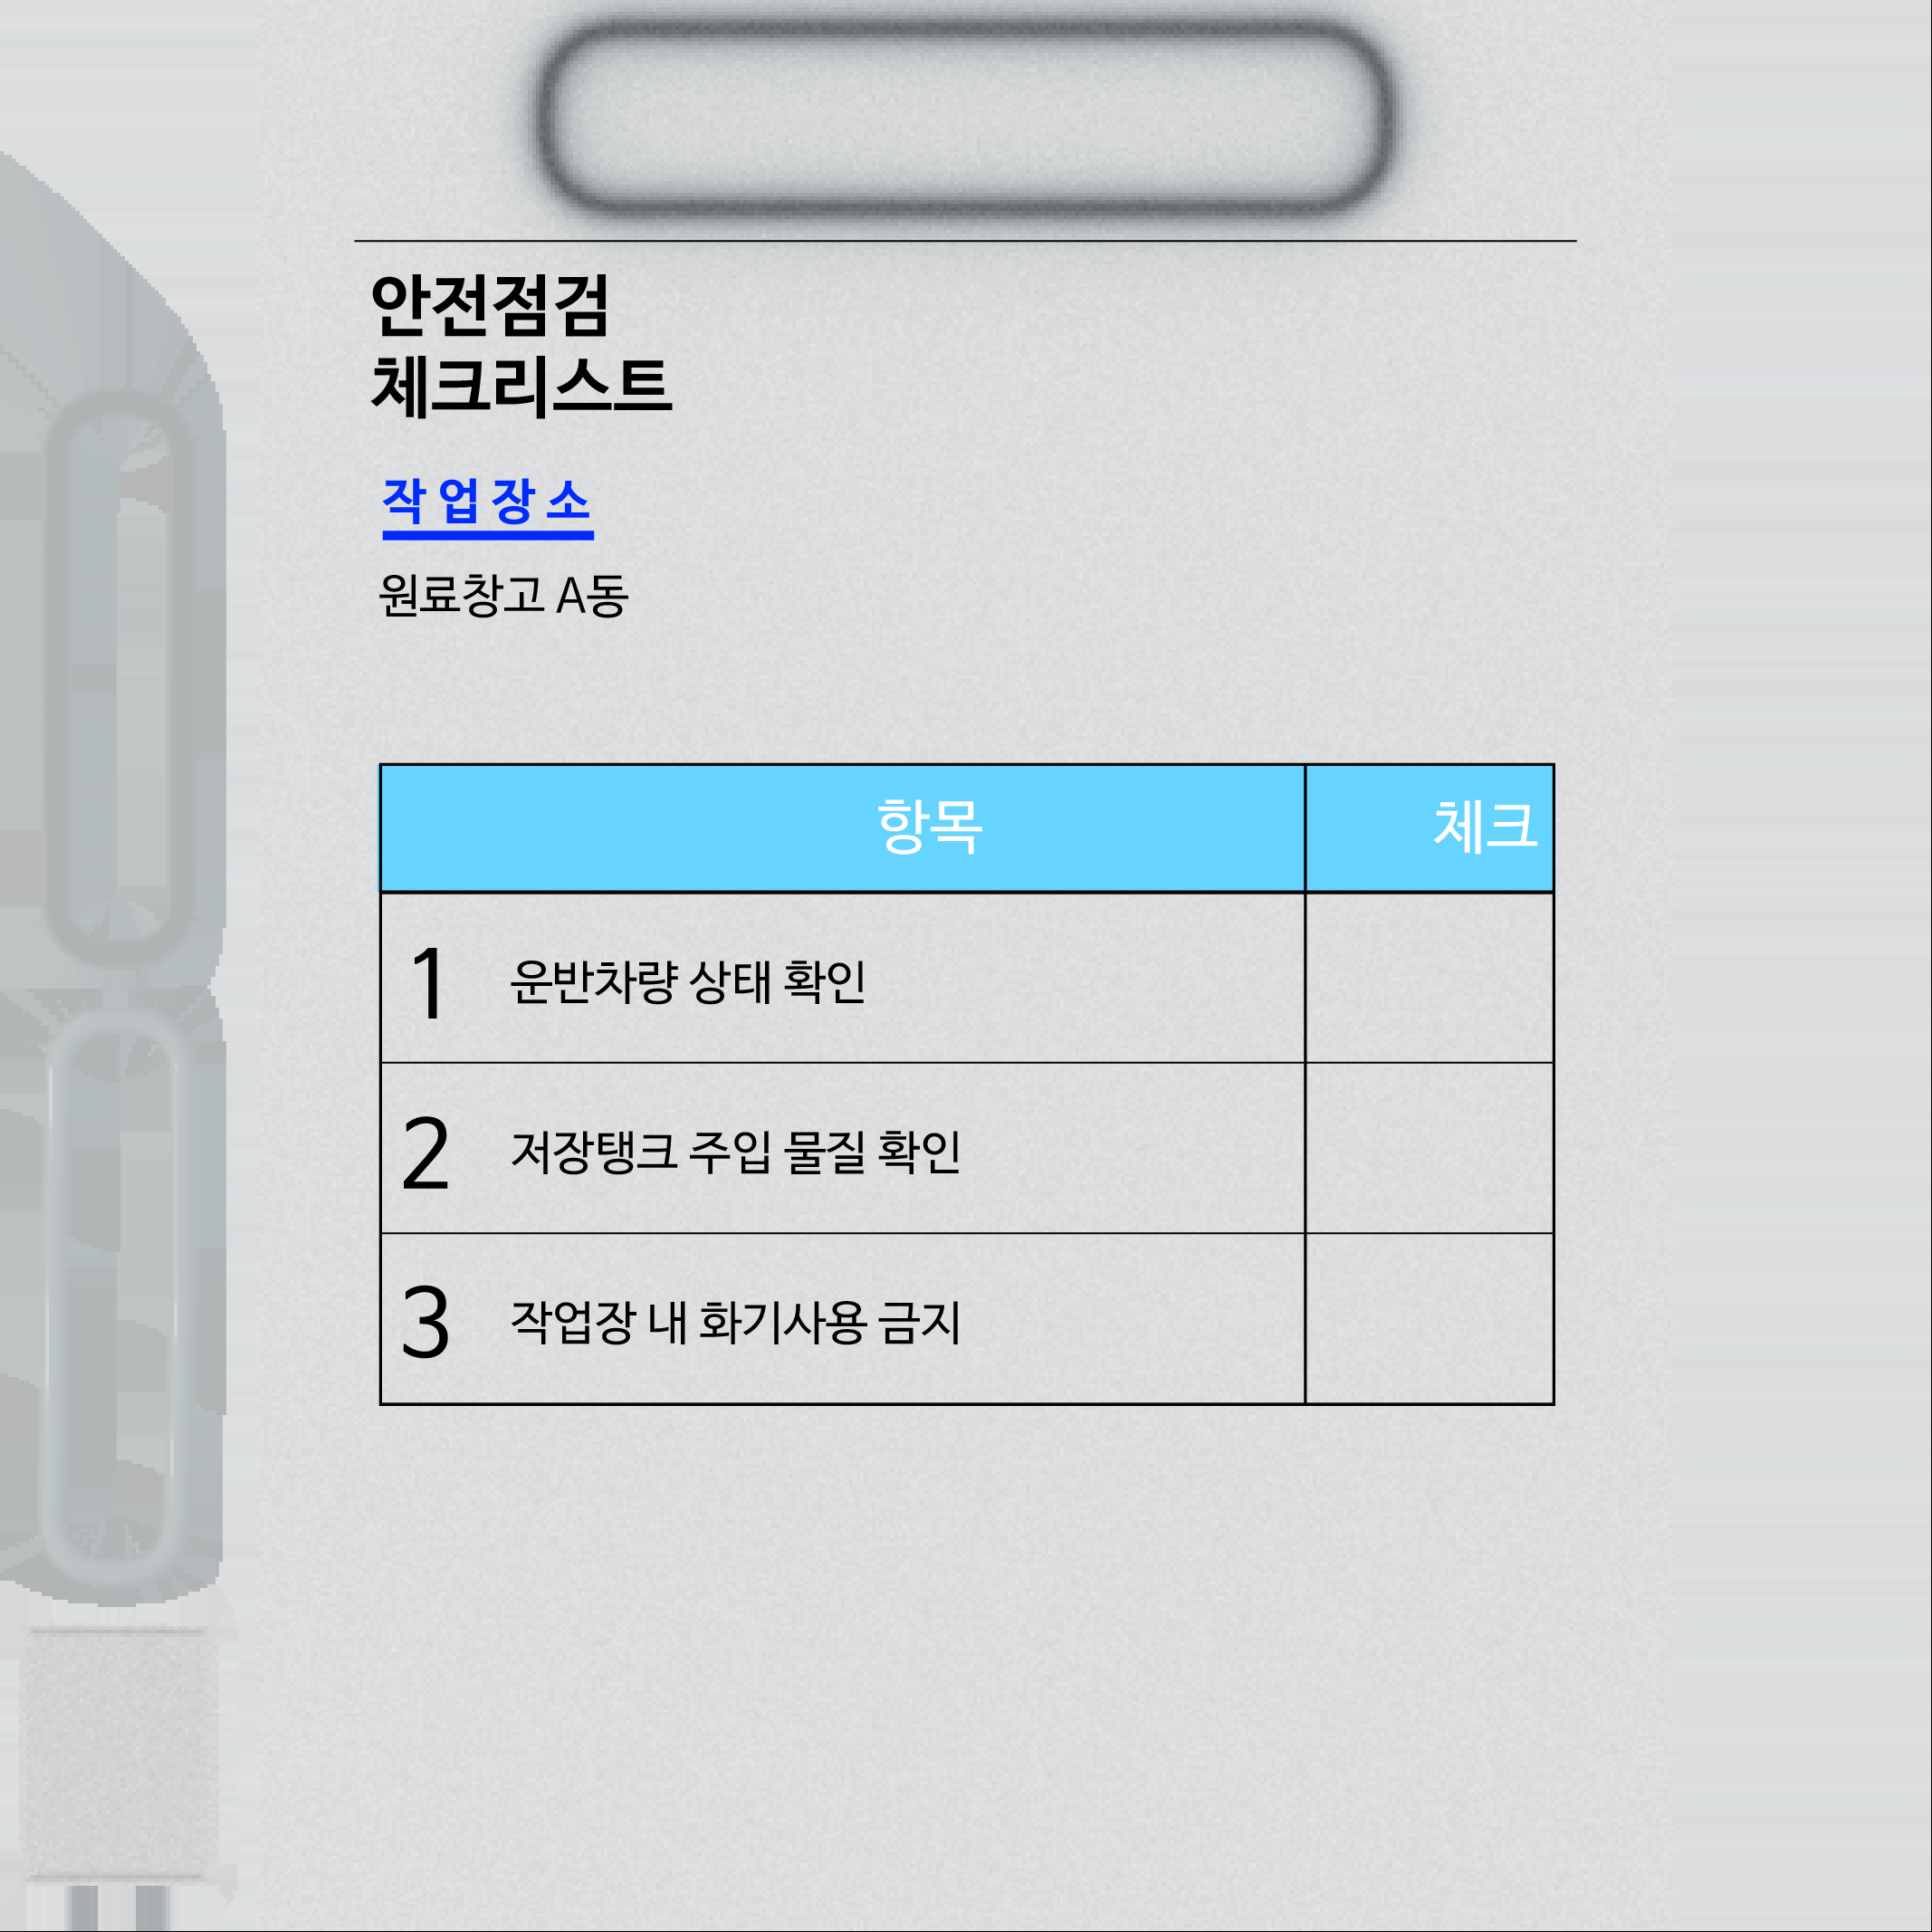 안전점검
체크리스트
작업장소
원료창고 A동
항목 체크
1 운반차량 상태 확인
2 저장탱크 주입 물질 확인
3 작업장 내 화기사용 금지